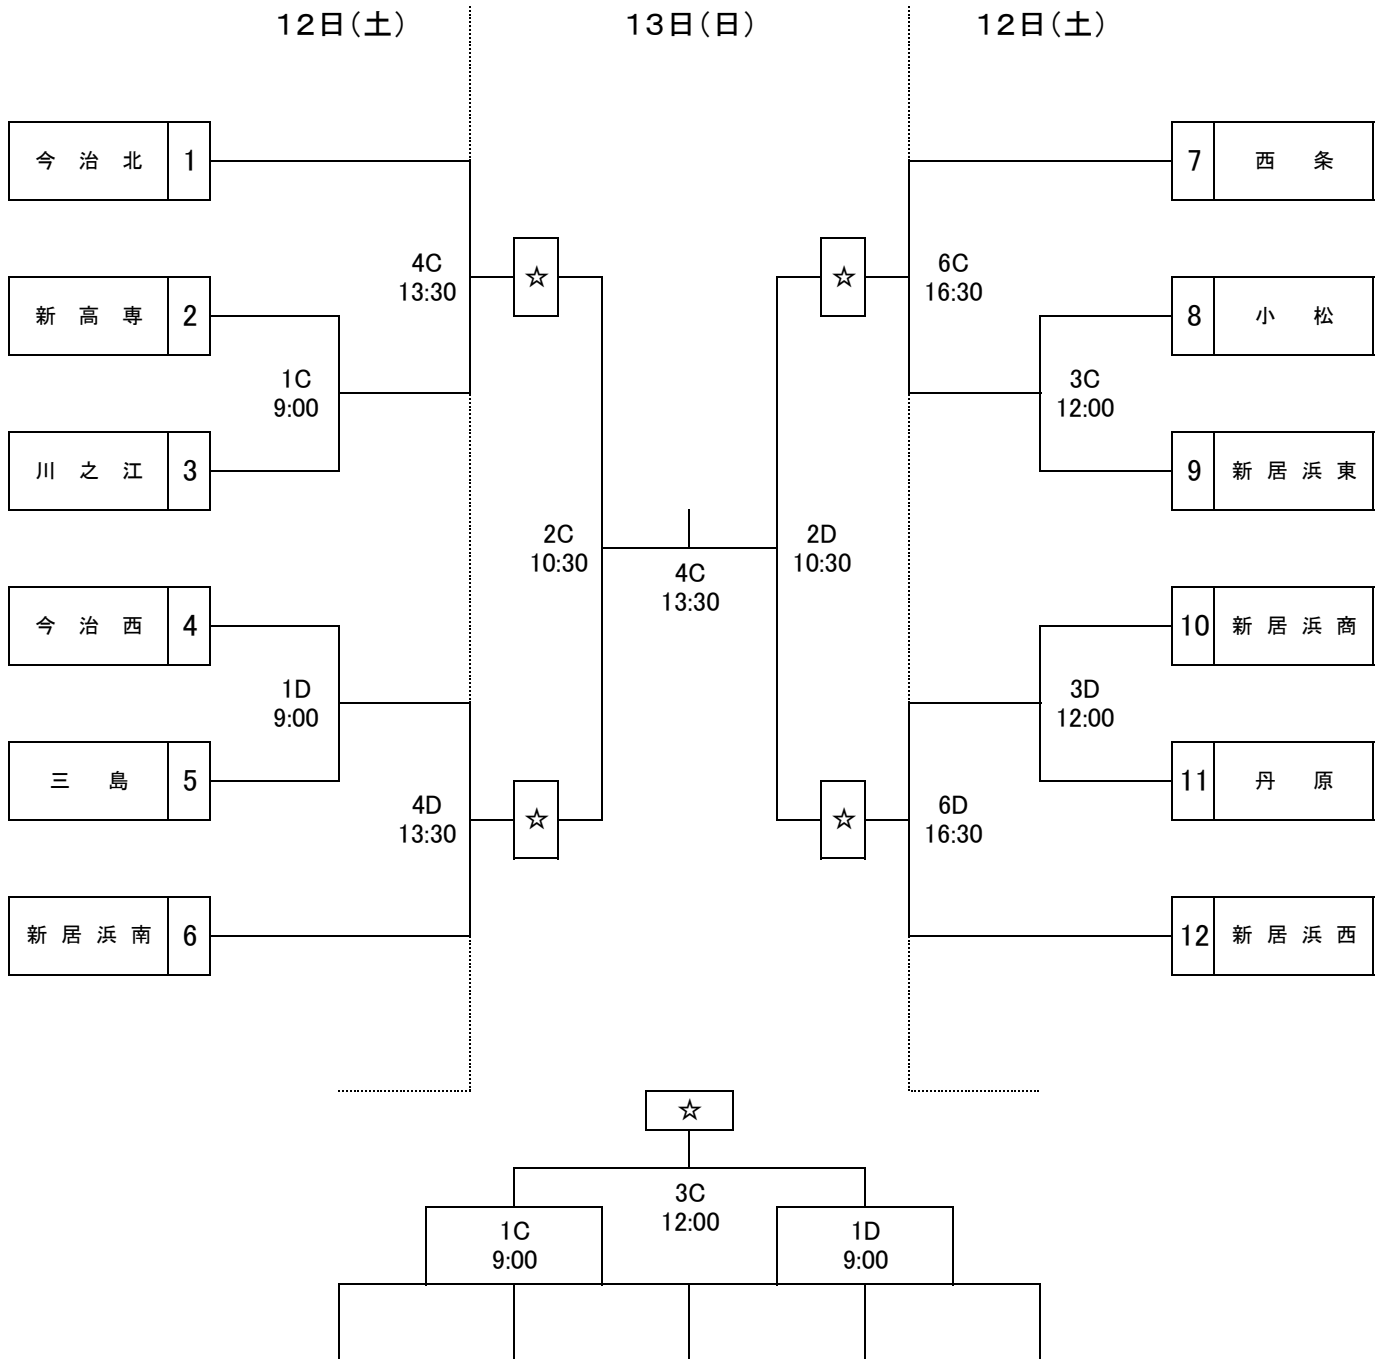 12日(土) 13日(日) 12日(土)
今治北 1
7 西条
4C
13:30
☆
☆
6C
16:30
新高専 2
8 小松
1C
9:00
3C
12:00
川之江 3
9 新居浜東
2C
10:30
4C
13:30
2D
10:30
今治西 4
10 新居浜商
1D
9:00
3D
12:00
三島 5
11 丹原
4D
13:30
☆
☆
6D
16:30
新居浜南 6
12 新居浜西
☆
3C
12:00
1C
9:00
1D
9:00